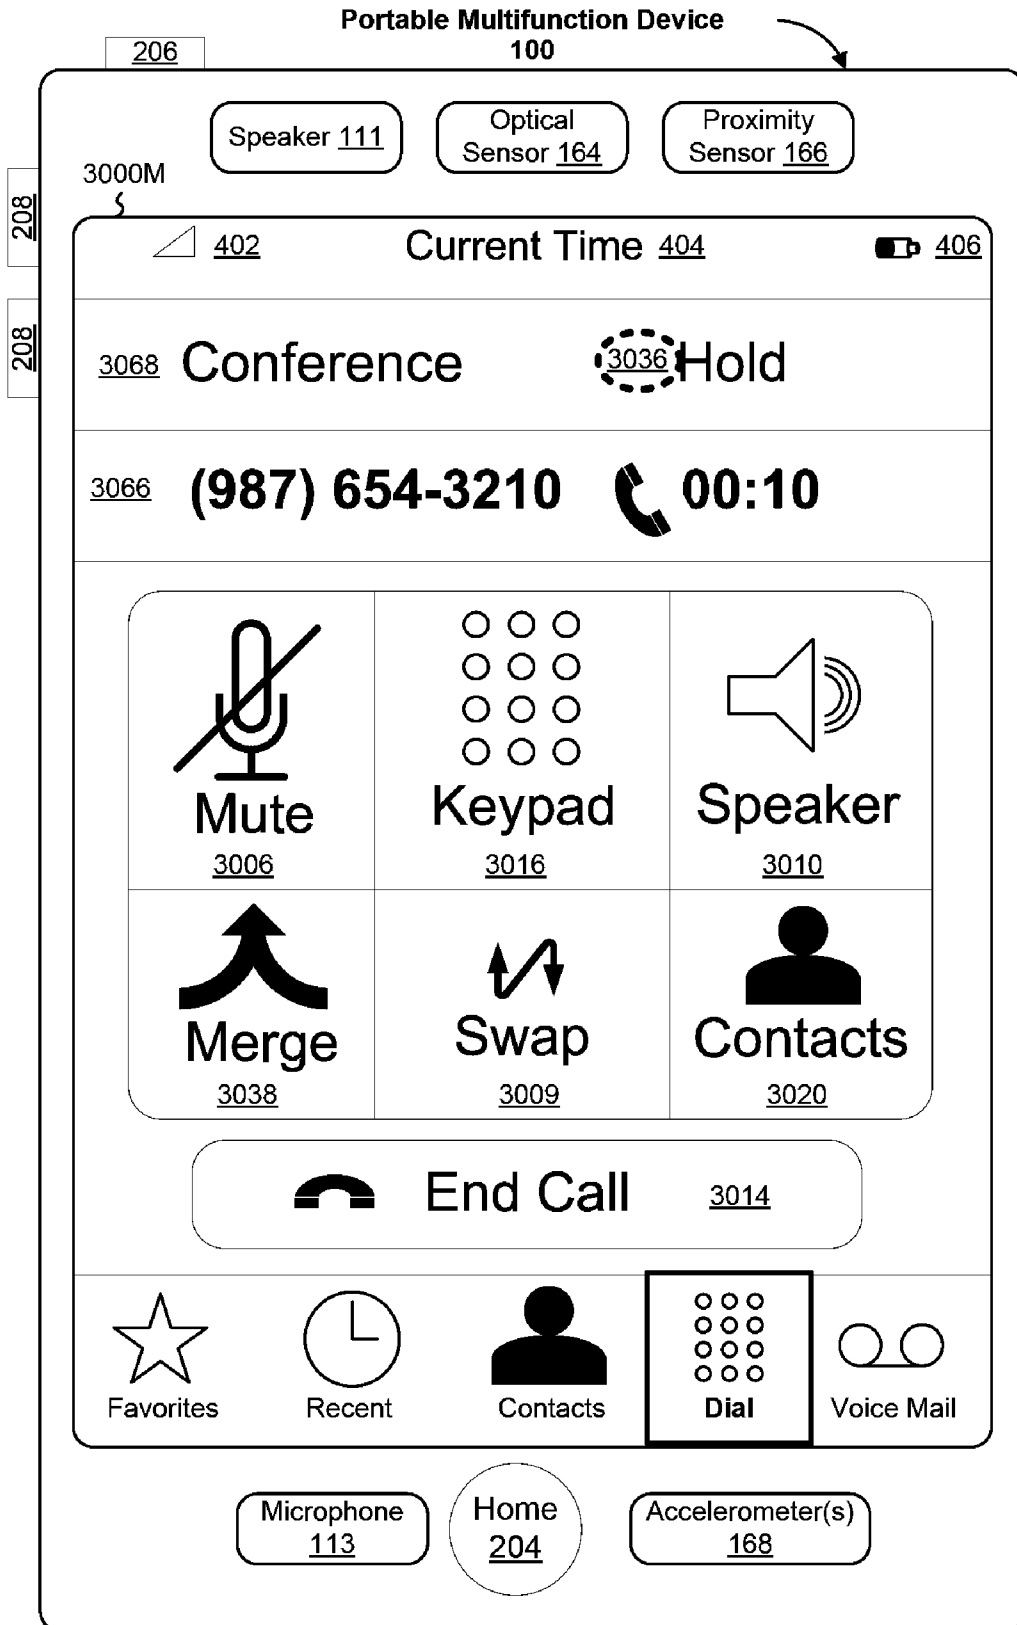 Portable Multifunction Device
100
206
Speaker 111
Optical
Sensor 164
Proximity
Sensor 166
3000M
208
208
402
Current Time 404
406
3068 Conference
3036 Hold
3066 (987) 654-3210 00:10
Mute
3006
Keypad
3016
Speaker
3010
Merge
3038
Swap
3009
Contacts
3020
End Call 3014
Favorites
Recent
Contacts
Dial
Voice Mail
Microphone
113
Home
204
Accelerometer(s)
168